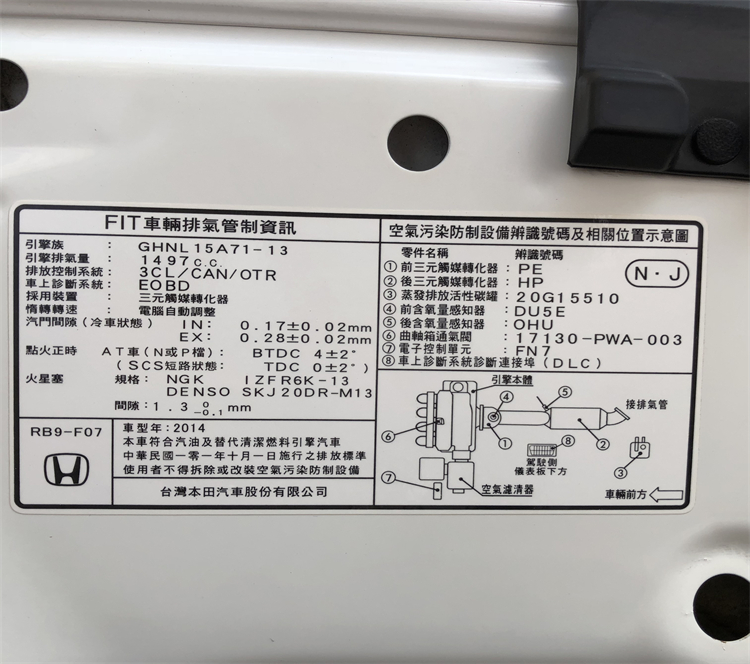 FIT車輛排氣管制資訊
引擎族 : GHNL15A71-13
引擎排氣量 : 1497c.c.
排放控制系統: 3CL/CAN/OTR
車上診斷系統: EOBD
採用裝置 : 三元觸媒轉化器
惰轉轉速 : 電腦自動調整
汽門間隙(冷車狀態) IN: 0.17±0.02mm
EX: 0.28±0.02mm
點火正時 AT車(N或P檔): BTDC 4±2°
(SCS短路狀態: TDC 0±2°)
火星塞 規格: NGK IZFR6K-13
DENSO SKJ20DR-M13
間隙:1.3 0 -0.1 mm
RB9-F07
車型年:2014
本車符合汽油及替代清潔燃料引擎汽車
中華民國一零一年十月一日施行之排放標準
使用者不得拆除或改裝空氣污染防制設備
台灣本田汽車股份有限公司
空氣污染防制設備辨識號碼及相關位置示意圖
零件名稱 辨識號碼
①前三元觸媒轉化器: PE
②後三元觸媒轉化器: HP
③蒸發排放活性碳罐: 20G15510
④前含氧量感知器 : DU5E
⑤後含氧量感知器 : OHU
⑥曲軸箱通氣閥 : 17130-PWA-003
⑦電子控制單元 : FN7
⑧車上診斷系統診斷連接埠(DLC)
N·J
引擎本體
④
⑤
接排氣管
⑥
①
⑧
②
③
駕駛側
儀表板下方
⑦
空氣濾清器
車輛前方